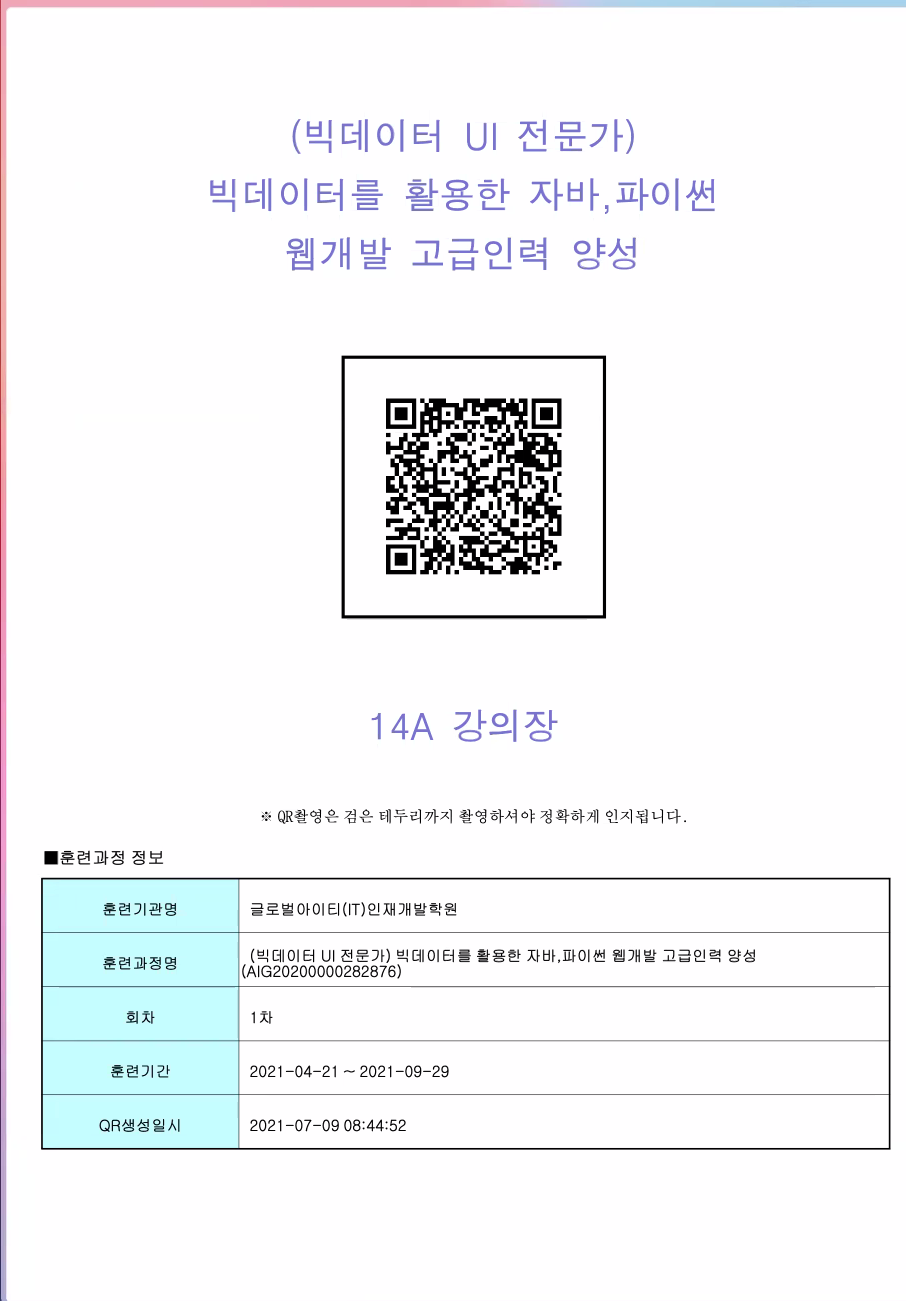 (빅데이터 UI 전문가)
빅데이터를 활용한 자바,파이썬
웹개발 고급인력 양성
14A 강의장
※ QR촬영은 검은 테두리까지 촬영하셔야 정확하게 인지됩니다.
■훈련과정 정보
훈련기관명 글로벌아이티(IT)인재개발학원
훈련과정명 (빅데이터 UI 전문가) 빅데이터를 활용한 자바,파이썬 웹개발 고급인력 양성
(AIG20200000282876)
회차 1차
훈련기간 2021-04-21 ~ 2021-09-29
QR생성일시 2021-07-09 08:44:52